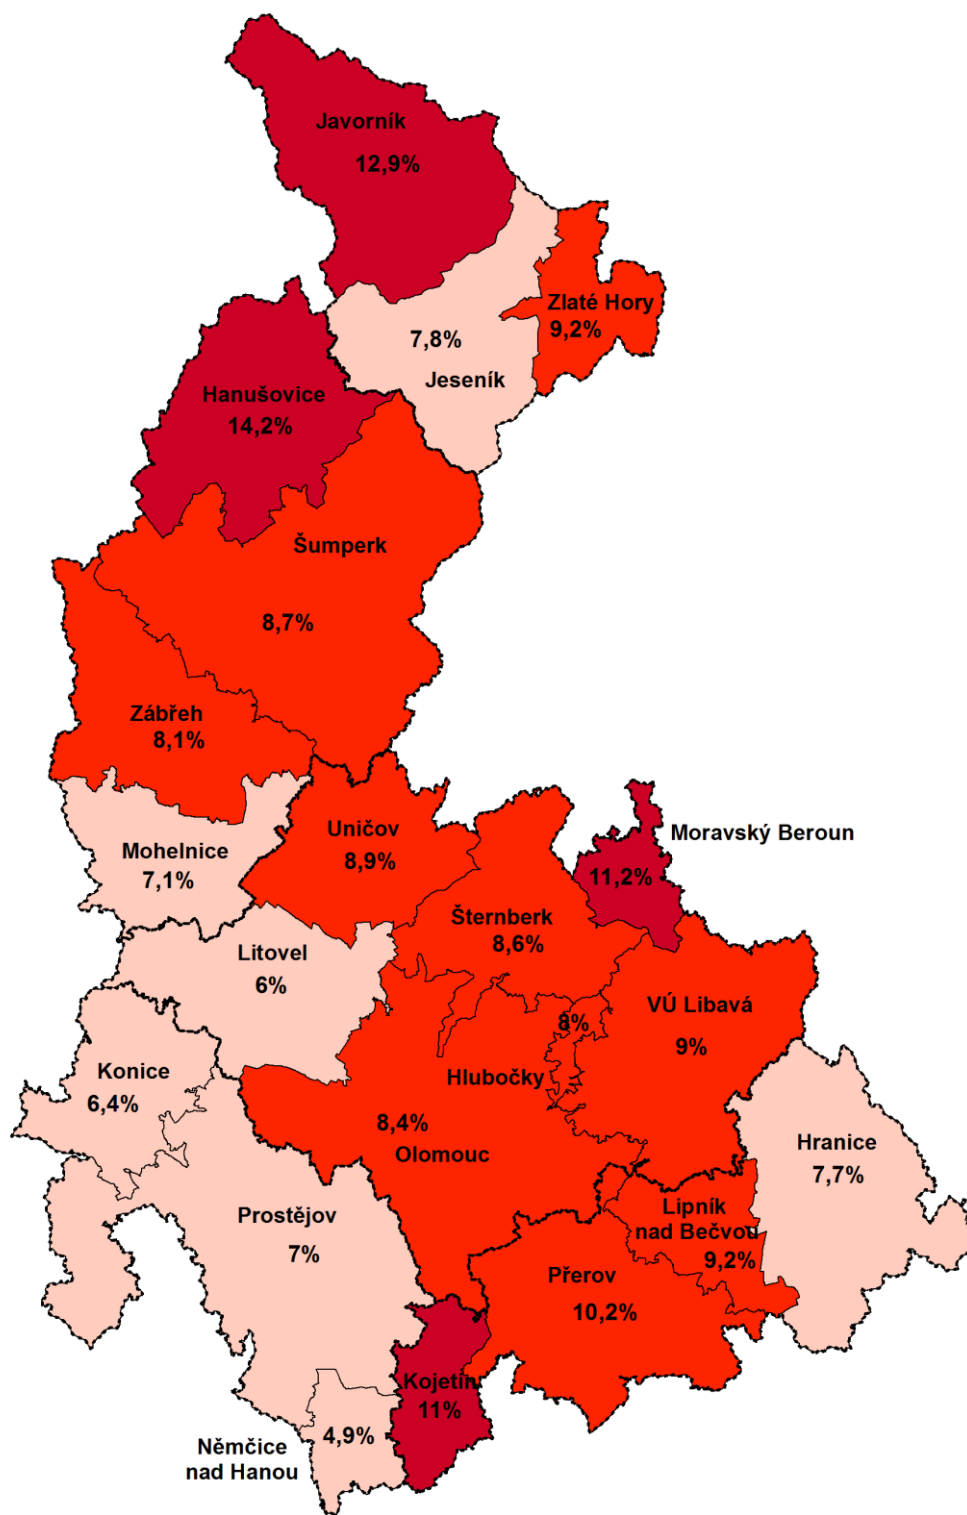 Javorník
12,9%
Zlaté Hory
9,2%
7,8%
Jeseník
Hanušovice
14,2%
Šumperk
8,7%
Zábřeh
8,1%
Uničov
8,9%
Moravský Beroun
11,2%
Mohelnice
7,1%
Šternberk
8,6%
Litovel
6%
VÚ Libavá
9%
8%
Hlubočky
Konice
6,4%
8,4%
Olomouc
Hranice
7,7%
Prostějov
7%
Lipník
nad Bečvou
9,2%
Přerov
10,2%
Kojetín
11%
4,9%
Němčice
nad Hanou